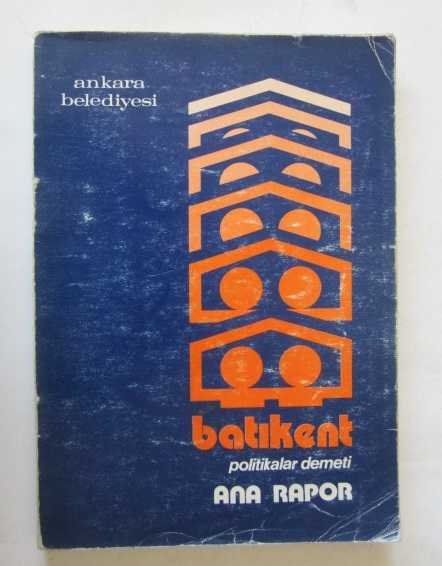 ankara
belediyesi
batıkent
politikalar demeti
ANA RAPOR